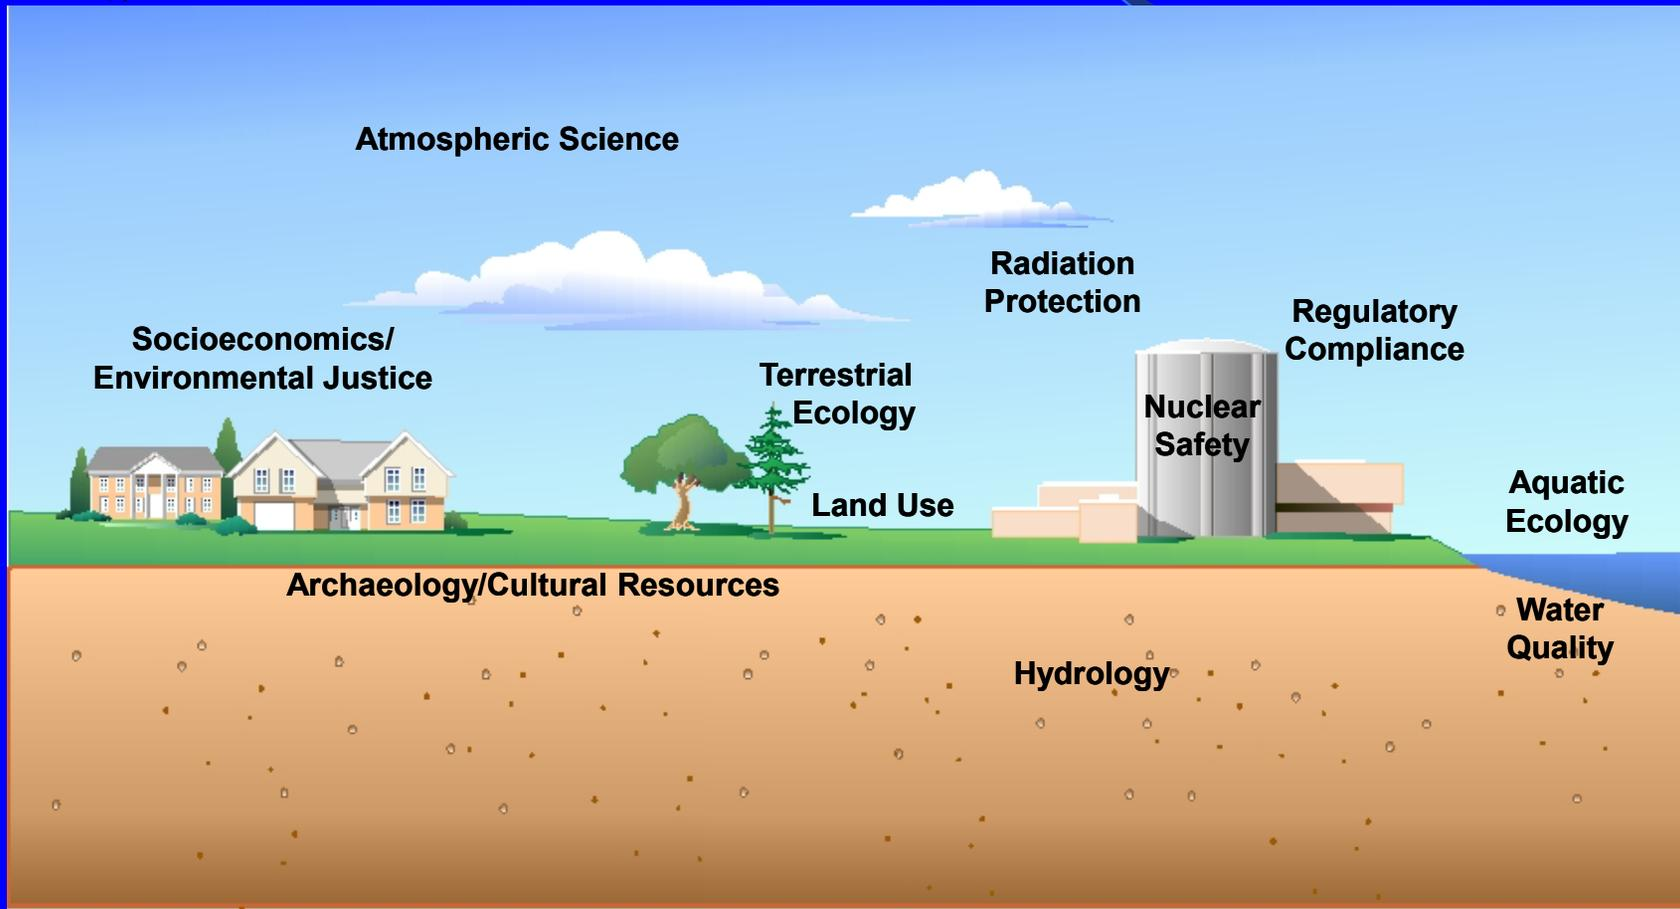 Atmospheric Science
Radiation
Protection
Regulatory
Compliance
Socioeconomics/
Environmental Justice
Terrestrial
Ecology
Nuclear
Safety
Land Use
Aquatic
Ecology
Archaeology/Cultural Resources
Water
Quality
Hydrology